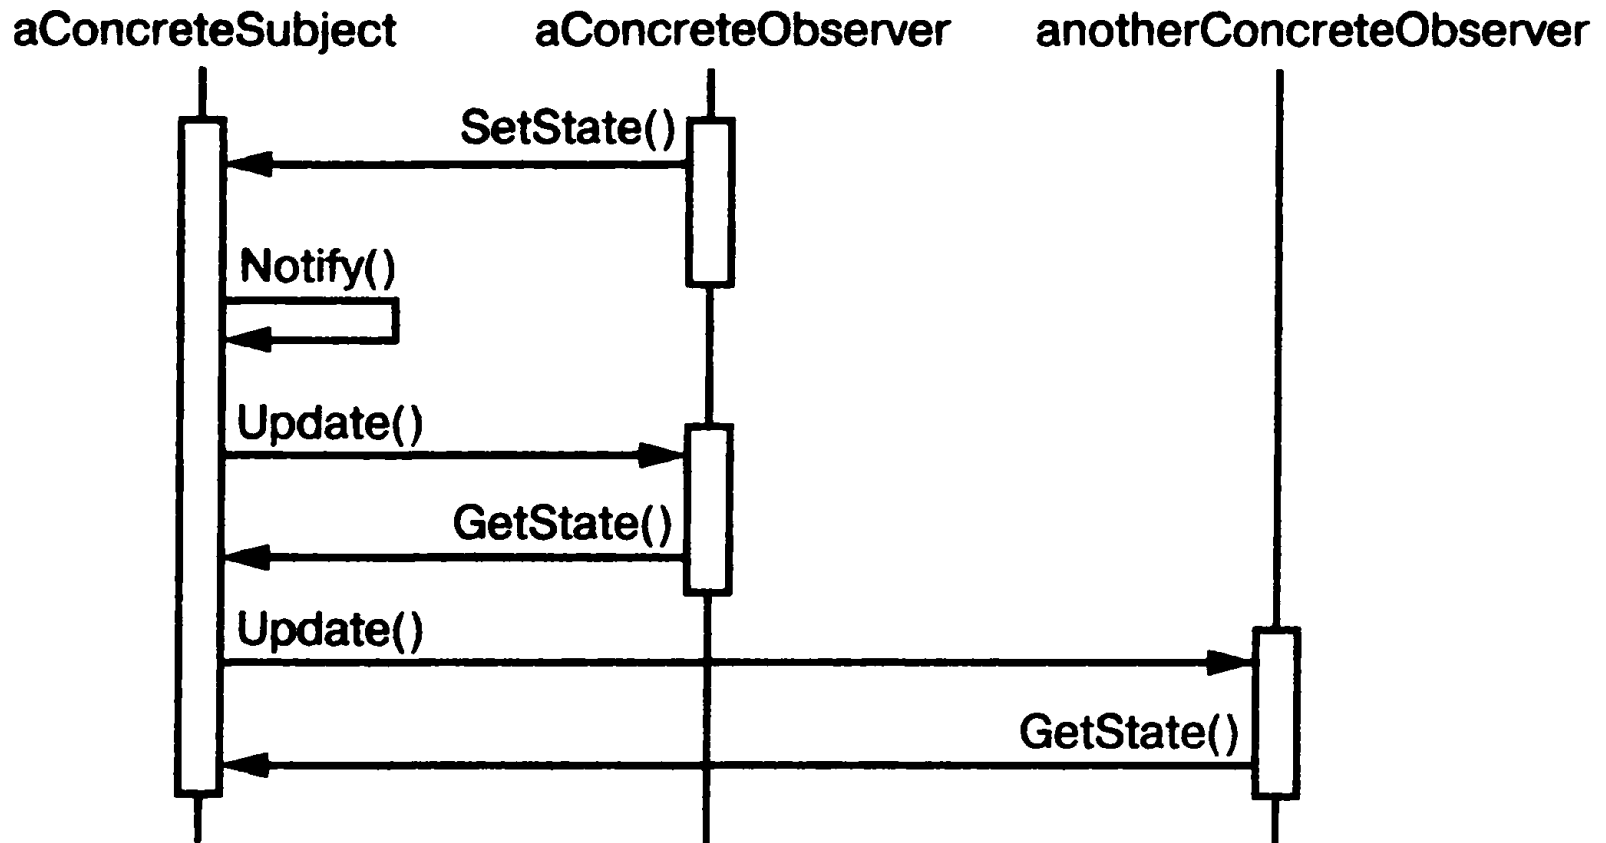 aConcreteSubject aConcreteObserver anotherConcreteObserver
SetState()
Notify()
Update()
GetState()
Update()
GetState()